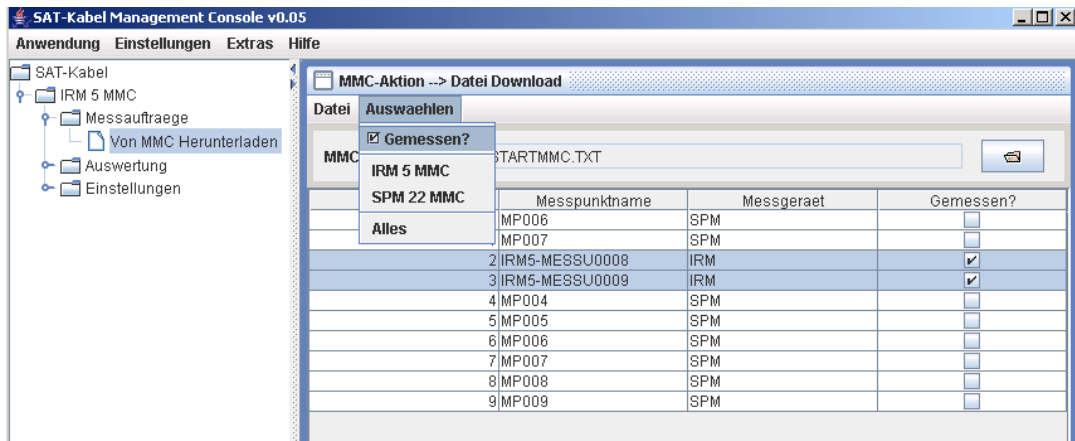 SAT-Kabel Management Console v0.05
Anwendung Einstellungen Extras Hilfe
SAT-Kabel
IRM 5 MMC
Messauftraege
Von MMC Herunterladen
Auswertung
Einstellungen
MMC-Aktion --> Datei Download
Datei Auswaehlen
Gemessen?
IRM 5 MMC
SPM 22 MMC
Alles
MMC STARTMMC.TXT
Messpunktname Messgeraet Gemessen?
MP006 SPM
MP007 SPM
2 IRM5-MESSU0008 IRM
3 IRM5-MESSU0009 IRM
4 MP004 SPM
5 MP005 SPM
6 MP006 SPM
7 MP007 SPM
8 MP008 SPM
9 MP009 SPM